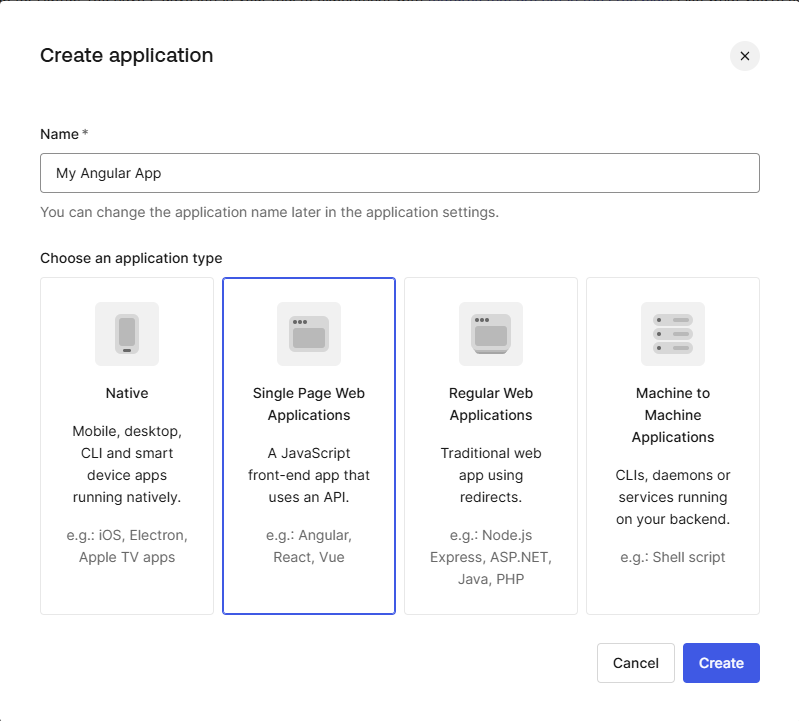 Create application
Name *
My Angular App
You can change the application name later in the application settings.
Choose an application type
Native
Mobile, desktop,
CLI and smart
device apps
running natively.
e.g.: iOS, Electron,
Apple TV apps
Single Page Web
Applications
A JavaScript
front-end app that
uses an API.
e.g.: Angular,
React, Vue
Regular Web
Applications
Traditional web
app using
redirects.
e.g.: Node.js
Express, ASP.NET,
Java, PHP
Machine to
Machine
Applications
CLIs, daemons or
services running
on your backend.
e.g.: Shell script
Cancel
Create